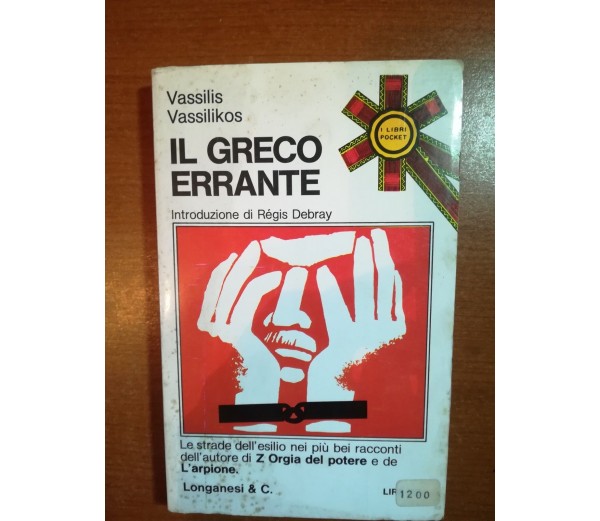 Vassilis
Vassilikos
IL GRECO
ERRANTE
Introduzione di Régis Debray
I LIBRI
POCKET
Le strade dell'esilio nei più bei racconti
dell'autore di Z Orgia del potere e de
L'arpione.
Longanesi & C.
LIR
1200